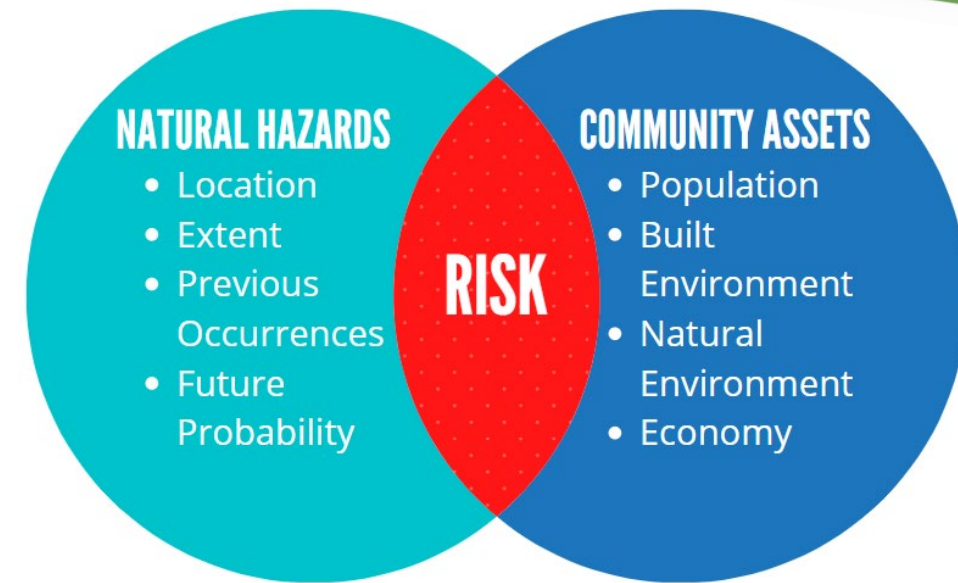 NATURAL HAZARDS
• Location
• Extent
• Previous
Occurrences
• Future
Probability
RISK
COMMUNITY ASSETS
• Population
• Built
Environment
• Natural
Environment
• Economy